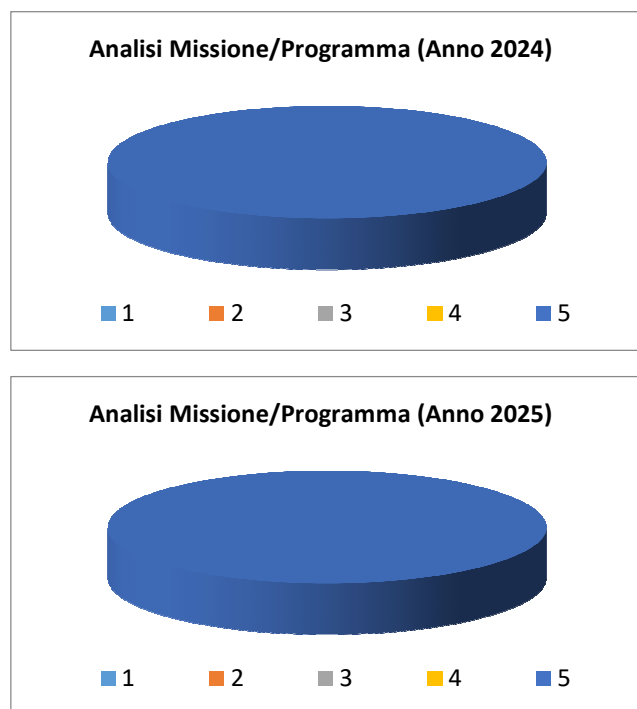 Analisi Missione/Programma (Anno 2024)
1 2 3 4 5
Analisi Missione/Programma (Anno 2025)
1 2 3 4 5